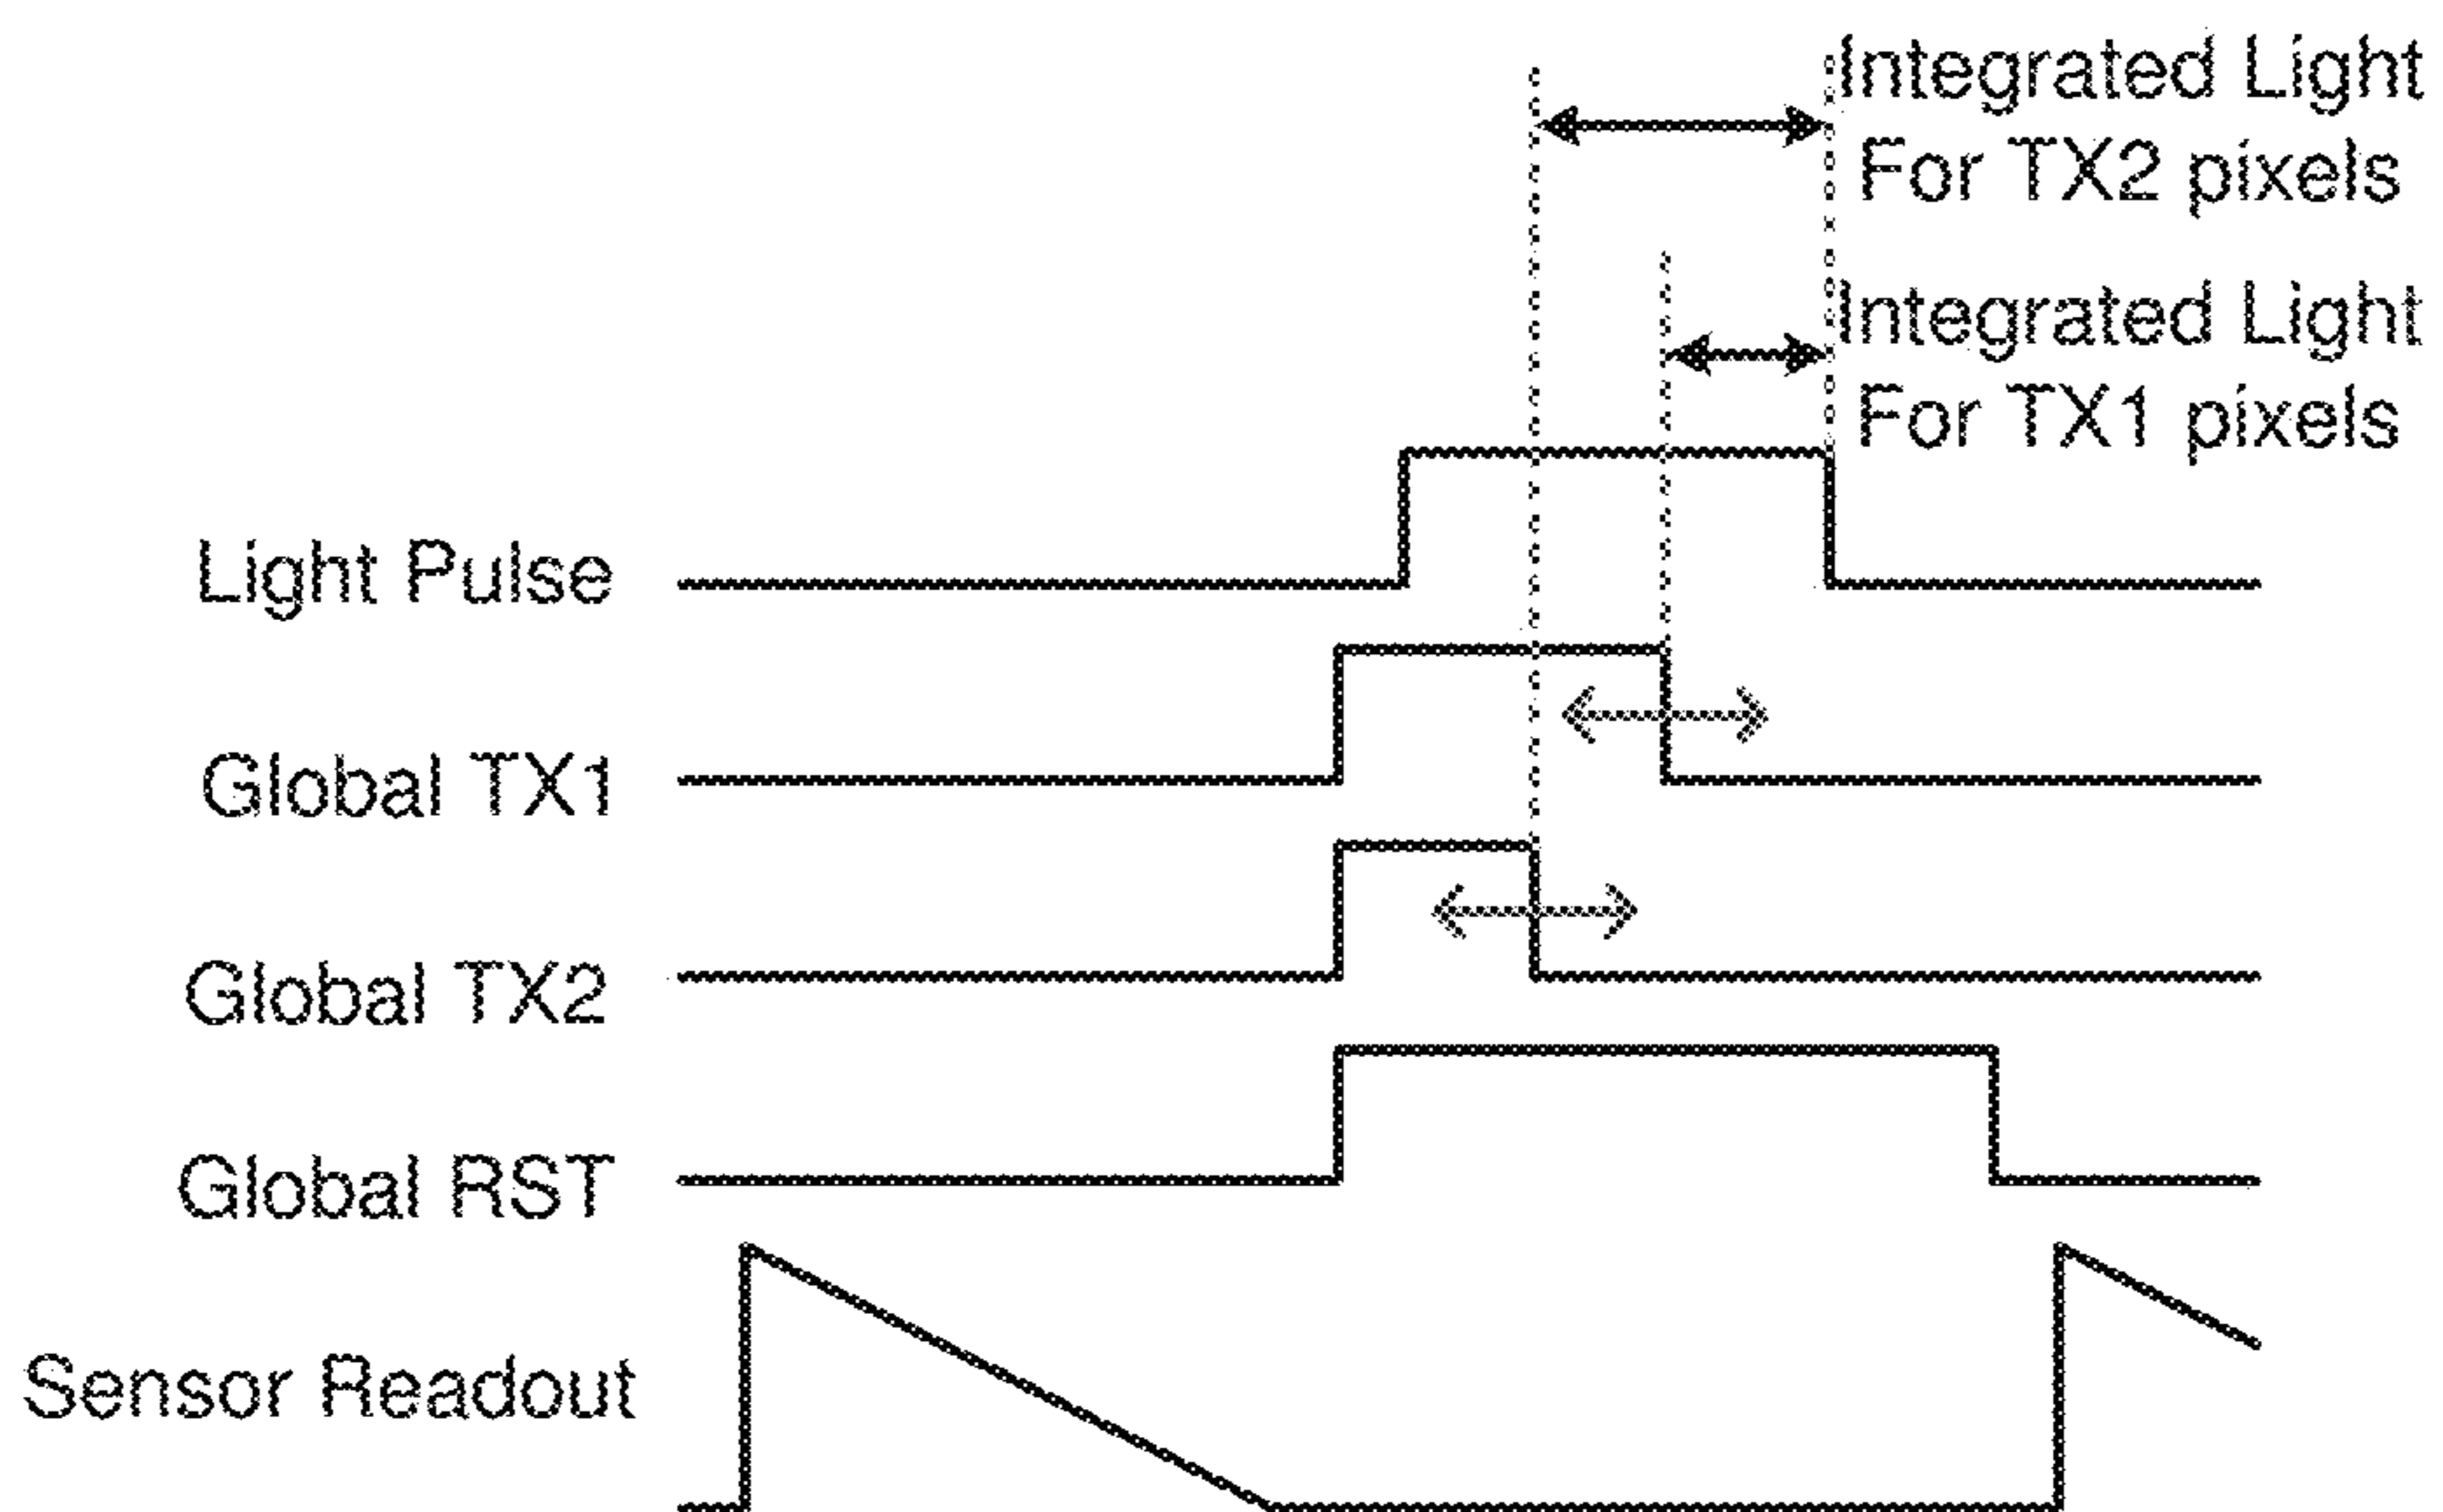 Integrated Light
For TX2 pixels
Integrated Light
For TX1 pixels
Light Pulse
Global TX1
Global TX2
Global RST
Sensor Readout